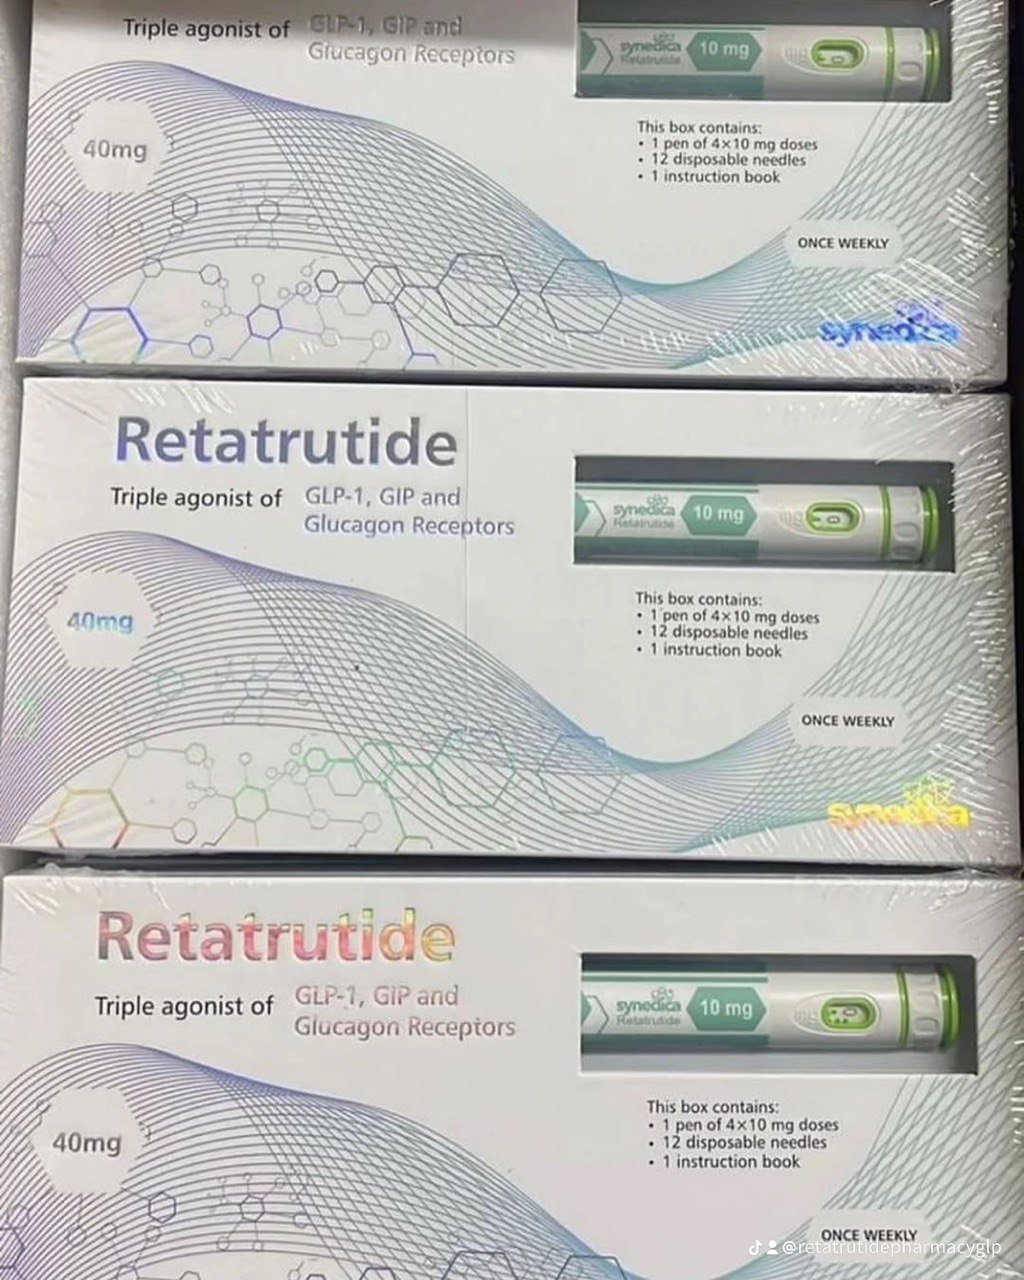 Triple agonist of GLP-1, GIP and
Glucagon Receptors
synedica
Retatrutide
10 mg
40mg
This box contains:
• 1 pen of 4×10 mg doses
• 12 disposable needles
• 1 instruction book
ONCE WEEKLY
synedica
Retatrutide
Triple agonist of GLP-1, GIP and
Glucagon Receptors
synedica
Retatrutide
10 mg
40mg
This box contains:
• 1 pen of 4×10 mg doses
• 12 disposable needles
• 1 instruction book
ONCE WEEKLY
synedica
Retatrutide
Triple agonist of GLP-1, GIP and
Glucagon Receptors
synedica
Retatrutide
10 mg
40mg
This box contains:
• 1 pen of 4×10 mg doses
• 12 disposable needles
• 1 instruction book
ONCE WEEKLY
@retatrutidepharmacyglp